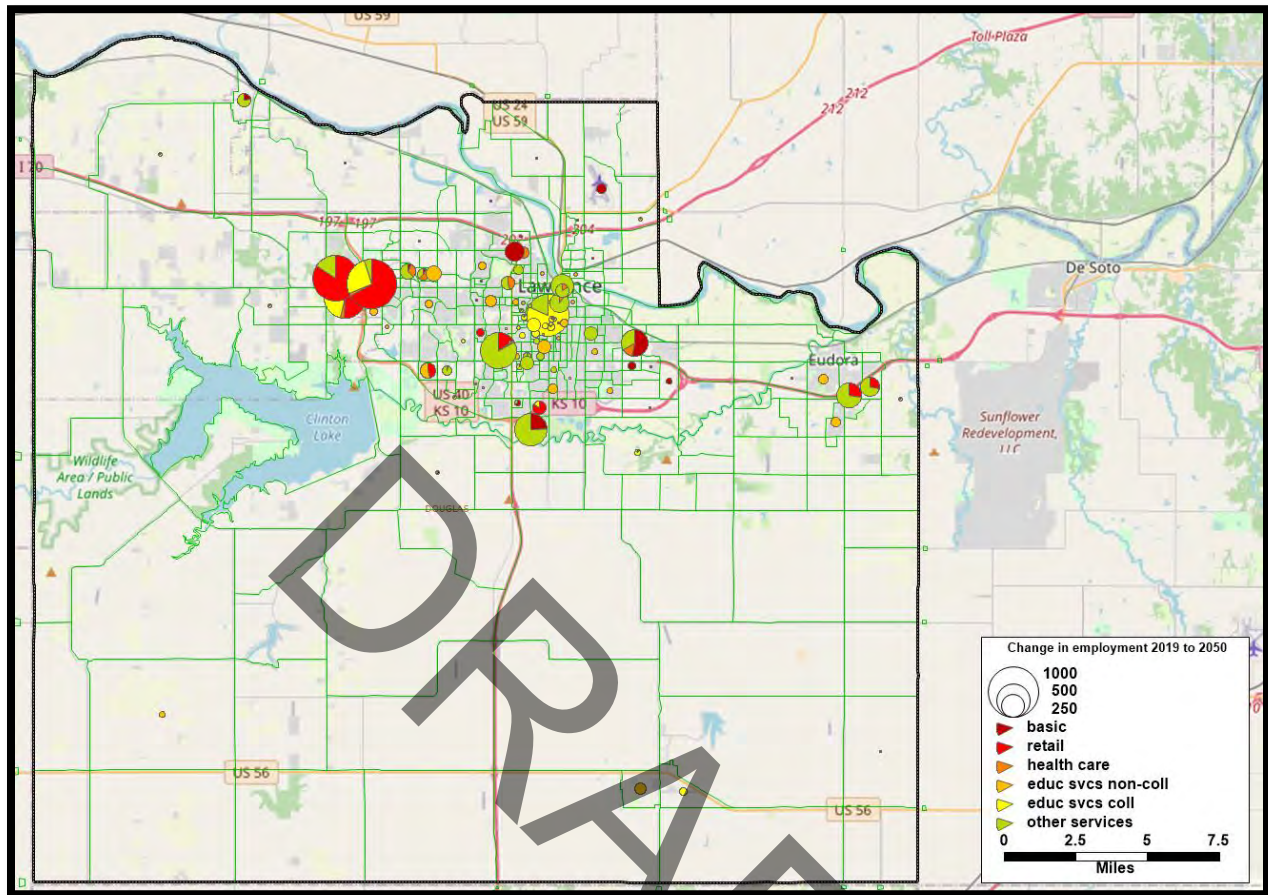 US 59
Toll-Plaza
212
212
US 24
US 59
I 70
197
197
204
Lawrence
De Soto
Eudora
US 40
KS 10
KS 10
Clinton
Lake
Sunflower
Redevelopment,
LLC
Wildlife
Area / Public
Lands
DOUGLAS
DRAF
US 56
US 56
Change in employment 2019 to 2050
1000
500
250
basic
retail
health care
educ svcs non-coll
educ svcs coll
other services
0 2.5 5 7.5
Miles